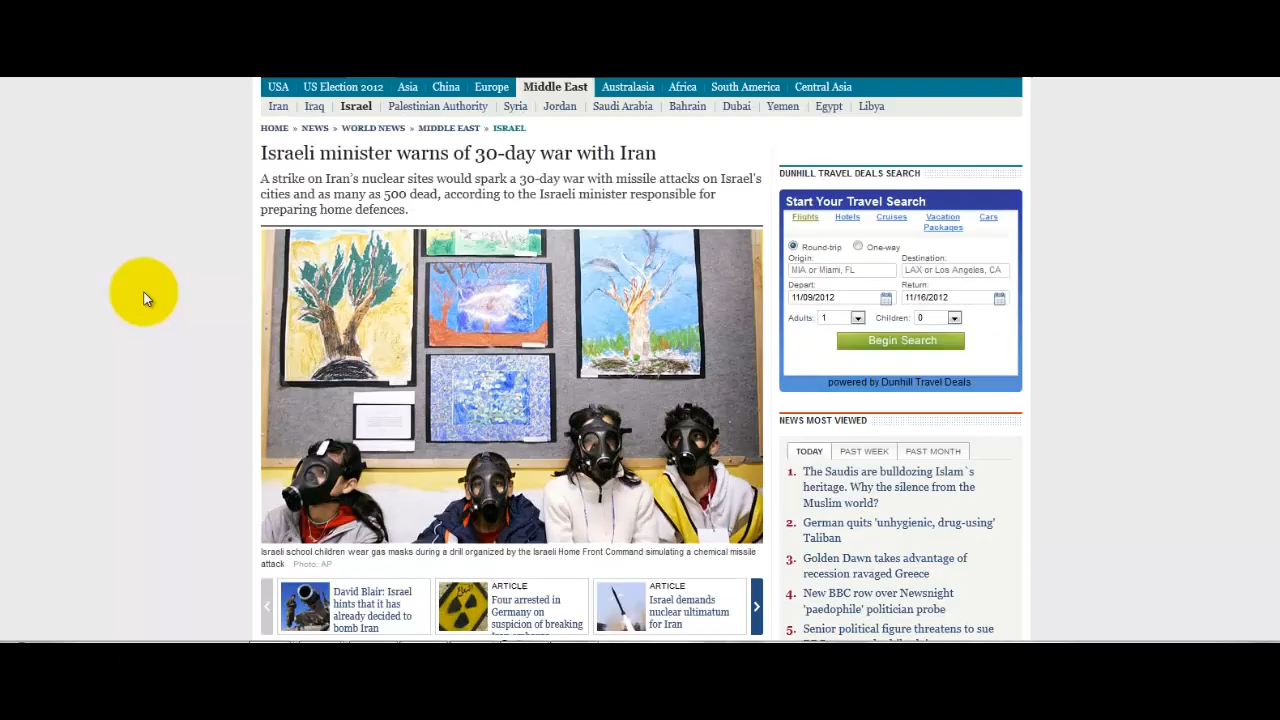 USA US Election 2012 Asia China Europe Middle East Australasia Africa South America Central Asia
Iran Iraq Israel Palestinian Authority Syria Jordan Saudi Arabia Bahrain Dubai Yemen Egypt Libya
HOME » NEWS » WORLD NEWS » MIDDLE EAST » ISRAEL
Israeli minister warns of 30-day war with Iran
A strike on Iran's nuclear sites would spark a 30-day war with missile attacks on Israel's
cities and as many as 500 dead, according to the Israeli minister responsible for
preparing home defences.
Israeli school children wear gas masks during a drill organized by the Israeli Home Front Command simulating a chemical missile
attack Photo: AP
David Blair: Israel
hints that it has
already decided to
bomb Iran
ARTICLE
Four arrested in
Germany on
suspicion of breaking
ARTICLE
Israel demands
nuclear ultimatum
for Iran
DUNHILL TRAVEL DEALS SEARCH
Start Your Travel Search
Flights Hotels Cruises Vacation Packages Cars
Round-trip One-way
Origin: Destination:
MIA or Miami, FL LAX or Los Angeles, CA
Depart: Return:
11/09/2012 11/16/2012
Adults: 1 Children: 0
Begin Search
powered by Dunhill Travel Deals
NEWS MOST VIEWED
TODAY PAST WEEK PAST MONTH
1. The Saudis are bulldozing Islam`s
heritage. Why the silence from the
Muslim world?
2. German quits 'unhygienic, drug-using'
Taliban
3. Golden Dawn takes advantage of
recession ravaged Greece
4. New BBC row over Newsnight
'paedophile' politician probe
5. Senior political figure threatens to sue